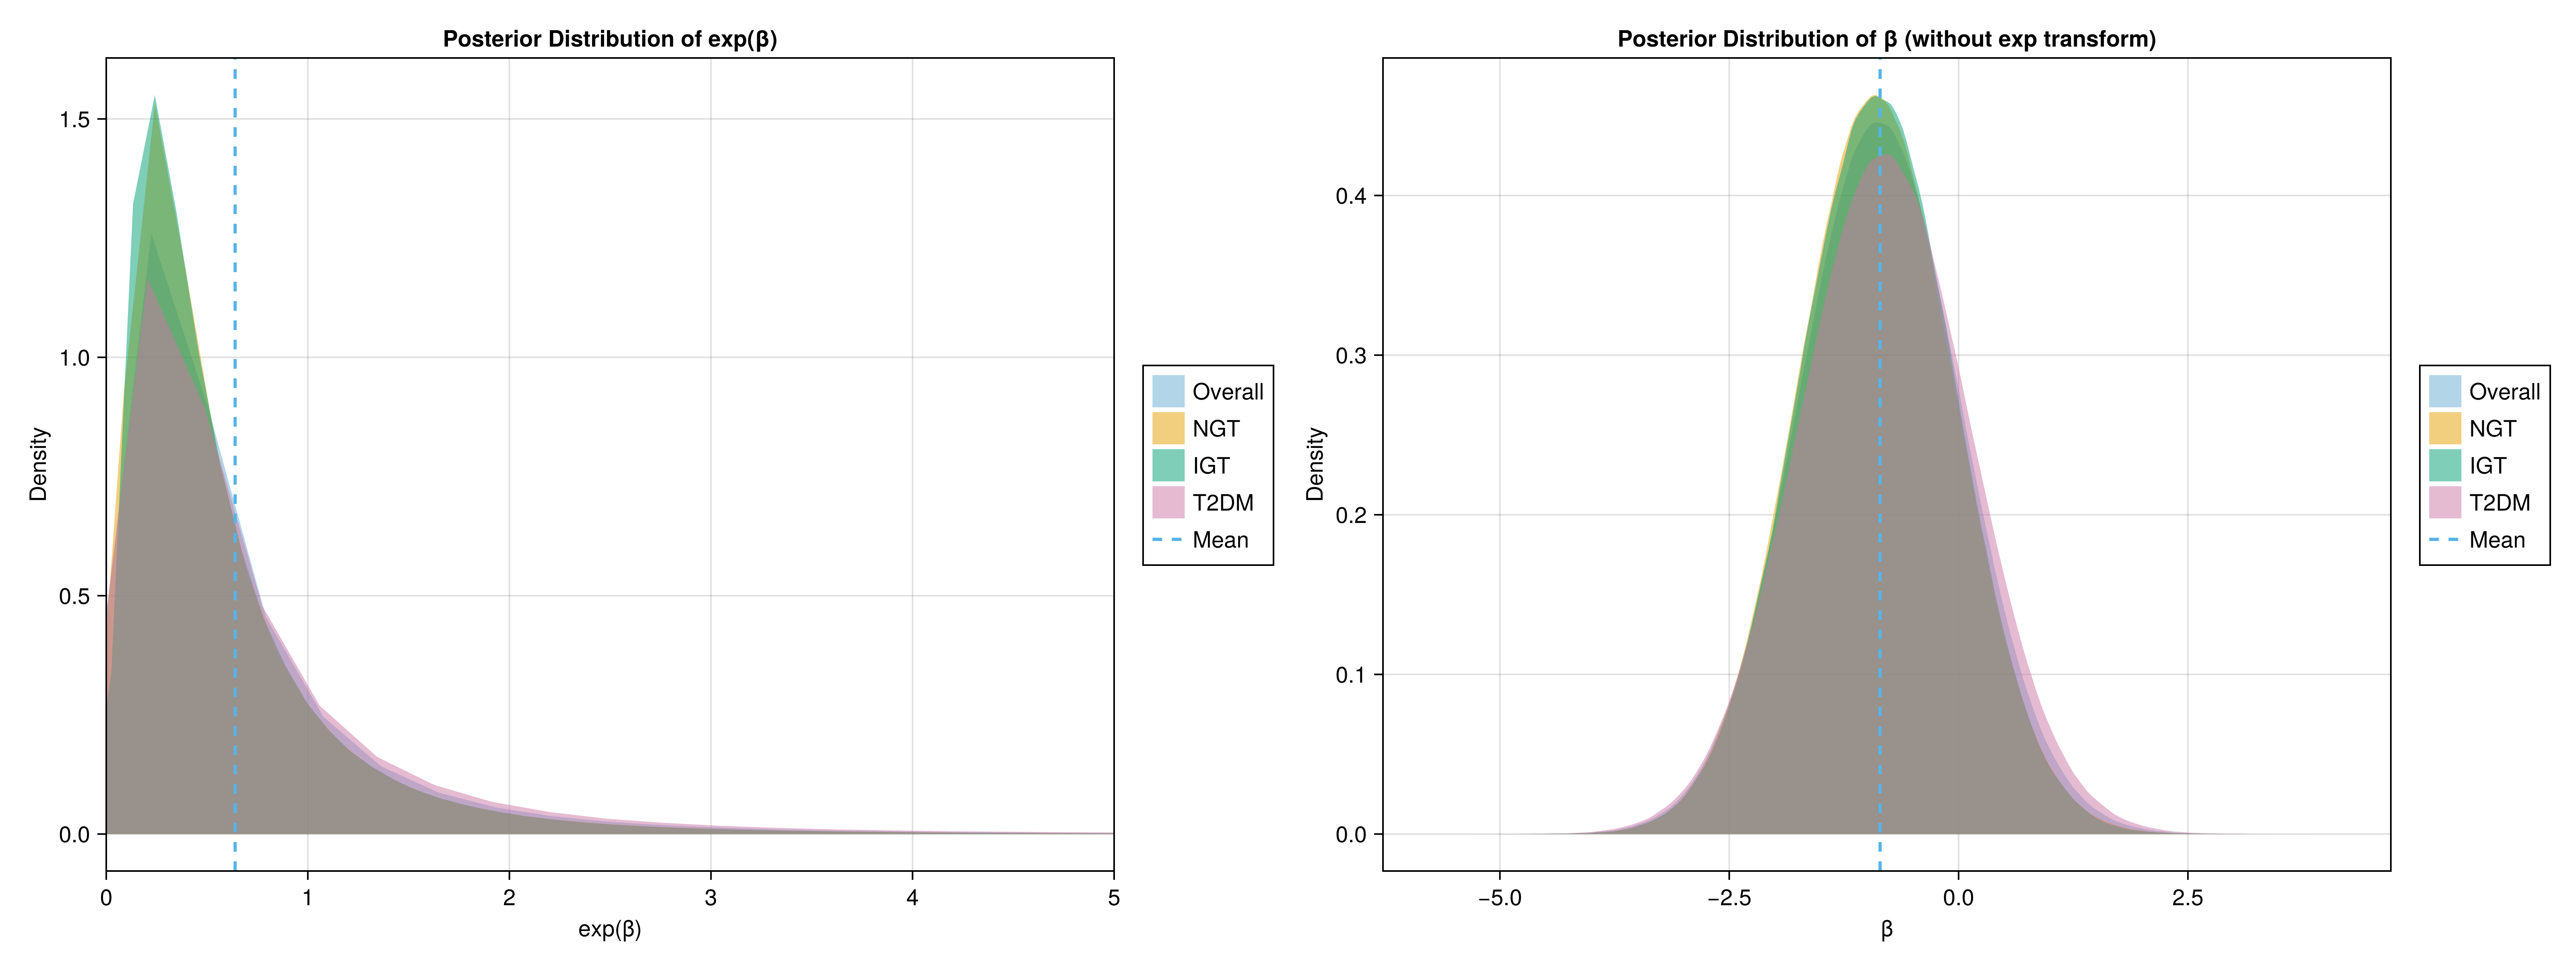 Posterior Distribution of exp(β)
Density
1.5
1.0
0.5
0.0
0 1 2 3 4 5
exp(β)
Overall
NGT
IGT
T2DM
Mean
Posterior Distribution of β (without exp transform)
Density
0.4
0.3
0.2
0.1
0.0
−5.0 −2.5 0.0 2.5
β
Overall
NGT
IGT
T2DM
Mean